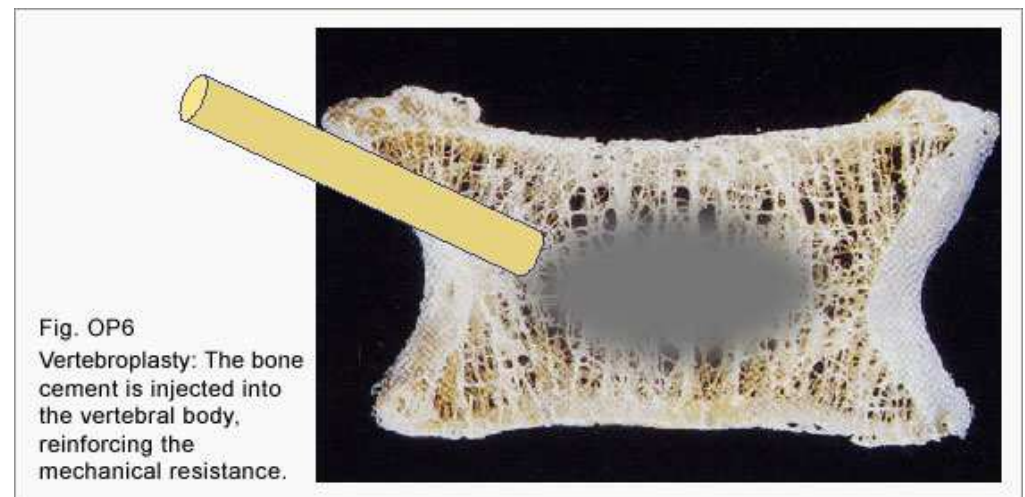 Fig. OP6
Vertebroplasty: The bone
cement is injected into
the vertebral body,
reinforcing the
mechanical resistance.